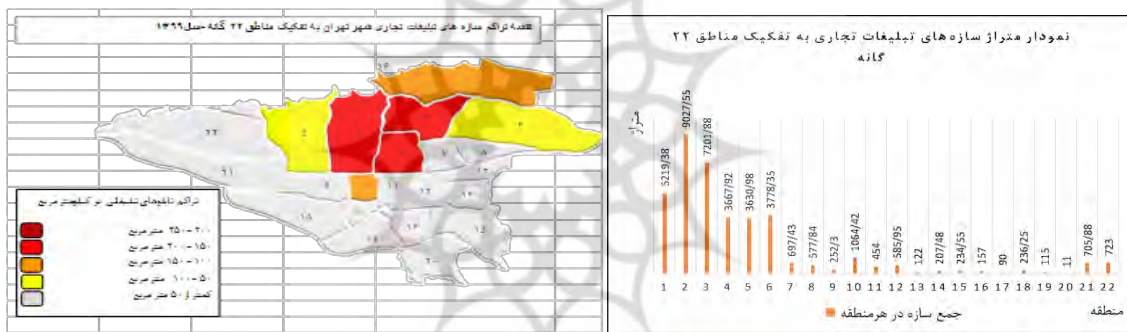 نقشه تراکم سازه های تبلیغات تجاری شهر تهران به تفکیک مناطق ۲۲ گانه -سال ۱۳۹۹
تراکم تابلوهای تبلیغاتی در کیلومتر مربع
۲۰۰ - ۲۵۰ متر مربع
۱۵۰ - ۲۰۰ متر مربع
۱۰۰ - ۱۵۰ متر مربع
۵۰ - ۱۰۰ متر مربع
کمتر از ۵۰ متر مربع
نمودار متراژ سازه های تبلیغات تجاری به تفکیک مناطق ۲۲
گانه
متراژ
5219/38 9027/55 7201/88 3667/92 3630/98 3778/35 697/43 577/84 252/3 1064/42 454 585/95 122 207/48 234/55 157 90 236/25 115 11 705/88 723
1 2 3 4 5 6 7 8 9 10 11 12 13 14 15 16 17 18 19 20 21 22
جمع سازه در هرمنطقه
منطقه